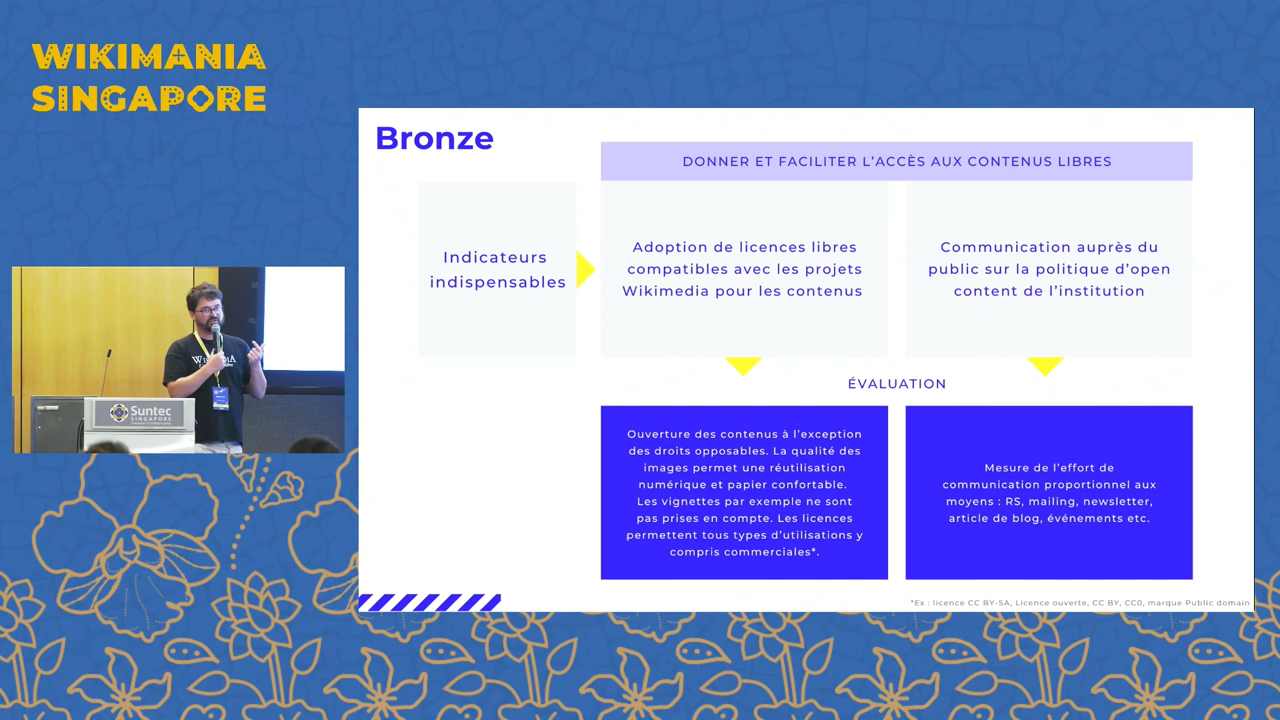 WIKIMANIA
SINGAPORE
Bronze
DONNER ET FACILITER L’ACCÈS AUX CONTENUS LIBRES
Indicateurs
indispensables
Adoption de licences libres
compatibles avec les projets
Wikimedia pour les contenus
Communication auprès du
public sur la politique d’open
content de l’institution
ÉVALUATION
Ouverture des contenus à l’exception
des droits opposables. La qualité des
images permet une réutilisation
numérique et papier confortable.
Les vignettes par exemple ne sont
pas prises en compte. Les licences
permettent tous types d’utilisations y
compris commerciales*.
Mesure de l’effort de
communication proportionnel aux
moyens : RS, mailing, newsletter,
article de blog, événements etc.
*Ex : licence CC BY-SA, Licence ouverte, CC BY, CC0, marque Public domain
Suntec
SINGAPORE